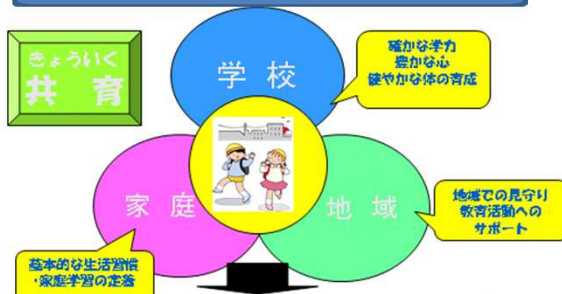 きょういく
共育
学校
確かな学力
豊かな心
健やかな体の育成
家庭
地域
地域での見守り
教育活動への
サポート
基本的な生活習慣
・家庭学習の定着